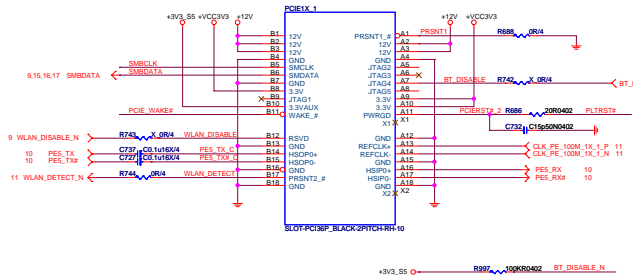 PCIE1X_1
+3V3_S5 +VCC3V3 +12V +12V +VCC3V3
B1 12V PRSNT1_# A1 PRSNT1 R688 0R/4
B2 12V 12V A2
B3 12V 12V A3
B4 GND GND A4
SMBCLK B5 SMCLK JTAG2 A5
9,15,16,17 SMBDATA SMBDATA B6 SMDATA JTAG3 A6
B7 GND JTAG4 A7 BT_DISABLE R742 X_0R/4
B8 3.3V JTAG5 A8
B9 JTAG1 3.3V A9
B10 3.3VAUX 3.3V A10
PCIE_WAKE# B11 WAKE_# PWRGD A11 PCIERST#_2 R686 20R0402 PLTRST#
X1 X1
C732 C15p50N0402
9 WLAN_DISABLE_N R743 X_0R/4 WLAN_DISABLE B12 RSVD GND A12
B13 GND REFCLK+ A13 CLK_PE_100M_1X_1_P 11
10 PE5_TX C737 C0.1u16X/4 PE5_TX_C B14 HSOP0+ REFCLK- A14 CLK_PE_100M_1X_1_N 11
10 PE5_TX# C727 C0.1u16X/4 PE5_TX#_C B15 HSOP0- GND A15
B16 GND HSIP0+ A16 PE5_RX 10
11 WLAN_DETECT_N R744 0R/4 WLAN_DETECT B17 PRSNT2_# HSIP0- A17 PE5_RX# 10
B18 GND GND A18
X2 X2
SLOT-PCI36P_BLACK-2PITCH-RH-10
+3V3_S5 R997 100KR0402 BT_DISABLE_N